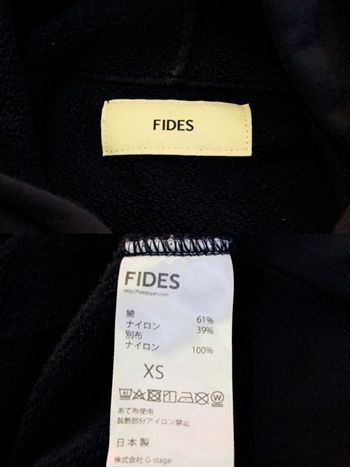 FIDES
FIDES
綿 61%
ナイロン 39%
別布
ナイロン 100%
XS
あて布使用
装飾部分アイロン禁止
日本製
株式会社 G-stage